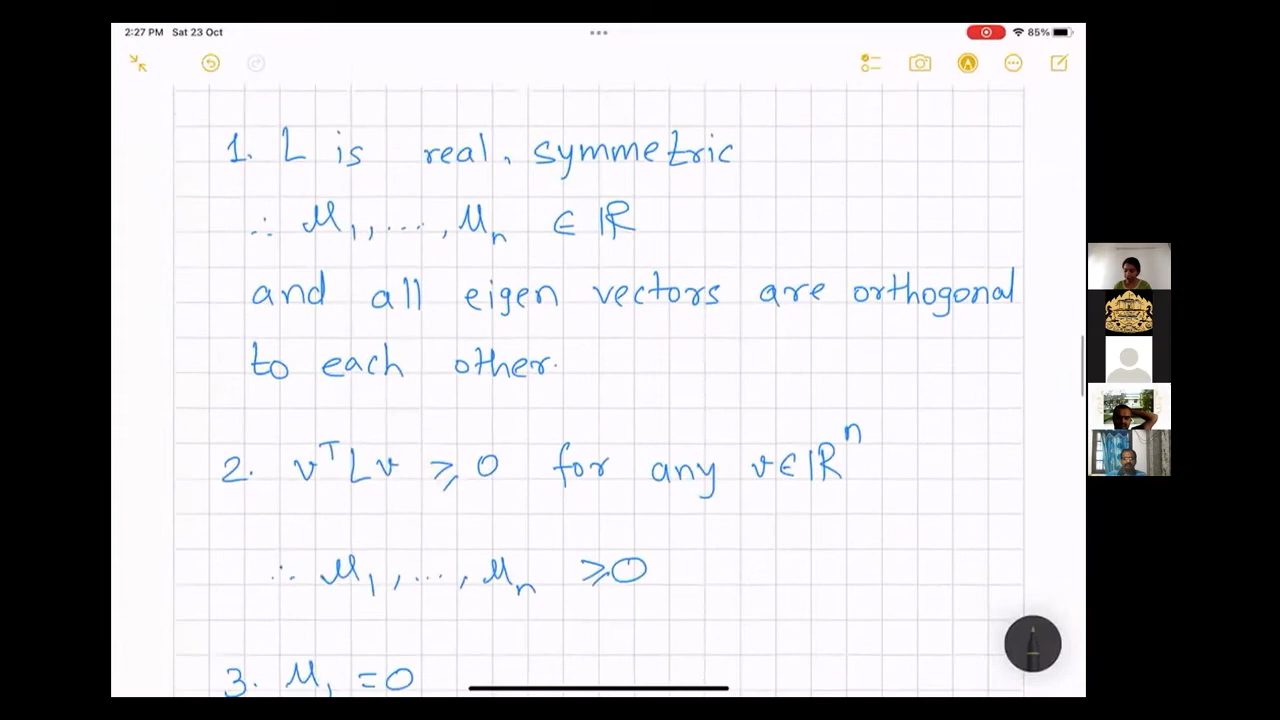 2:27 PM Sat 23 Oct
85%
1. L is real, symmetric
∴ μ₁, ..., μₙ ∈ ℝ
and all eigen vectors are orthogonal
to each other.
2. vᵀLv ≥ 0 for any v ∈ ℝⁿ
∴ μ₁, ..., μₙ ≥ 0
3. μ₁ = 0